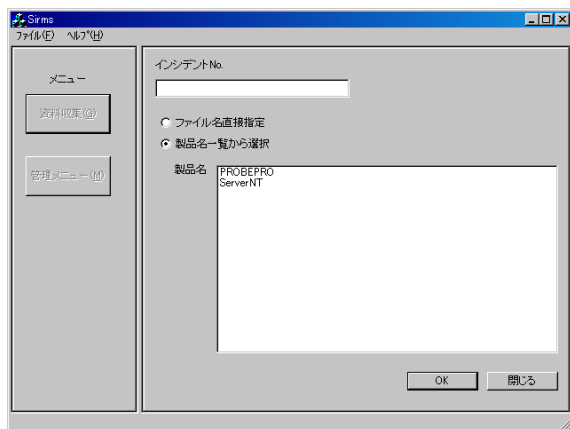 Sirms
ファイル(F) ヘルプ(H)
メニュー
資料収集(G)
管理メニュー(M)
インシデントNo.
ファイル名直接指定
製品名一覧から選択
製品名
PROBEPRO
ServerNT
OK
閉じる